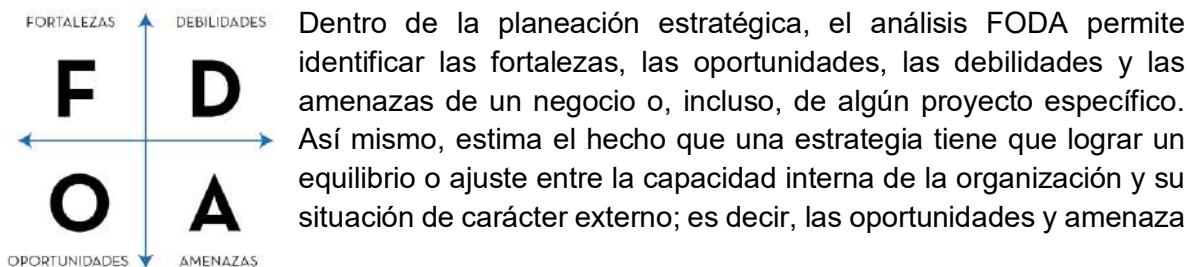 FORTALEZAS DEBILIDADES
F D
O A
OPORTUNIDADES AMENAZAS
Dentro de la planeación estratégica, el análisis FODA permite
identificar las fortalezas, las oportunidades, las debilidades y las
amenazas de un negocio o, incluso, de algún proyecto específico.
Así mismo, estima el hecho que una estrategia tiene que lograr un
equilibrio o ajuste entre la capacidad interna de la organización y su
situación de carácter externo; es decir, las oportunidades y amenaza